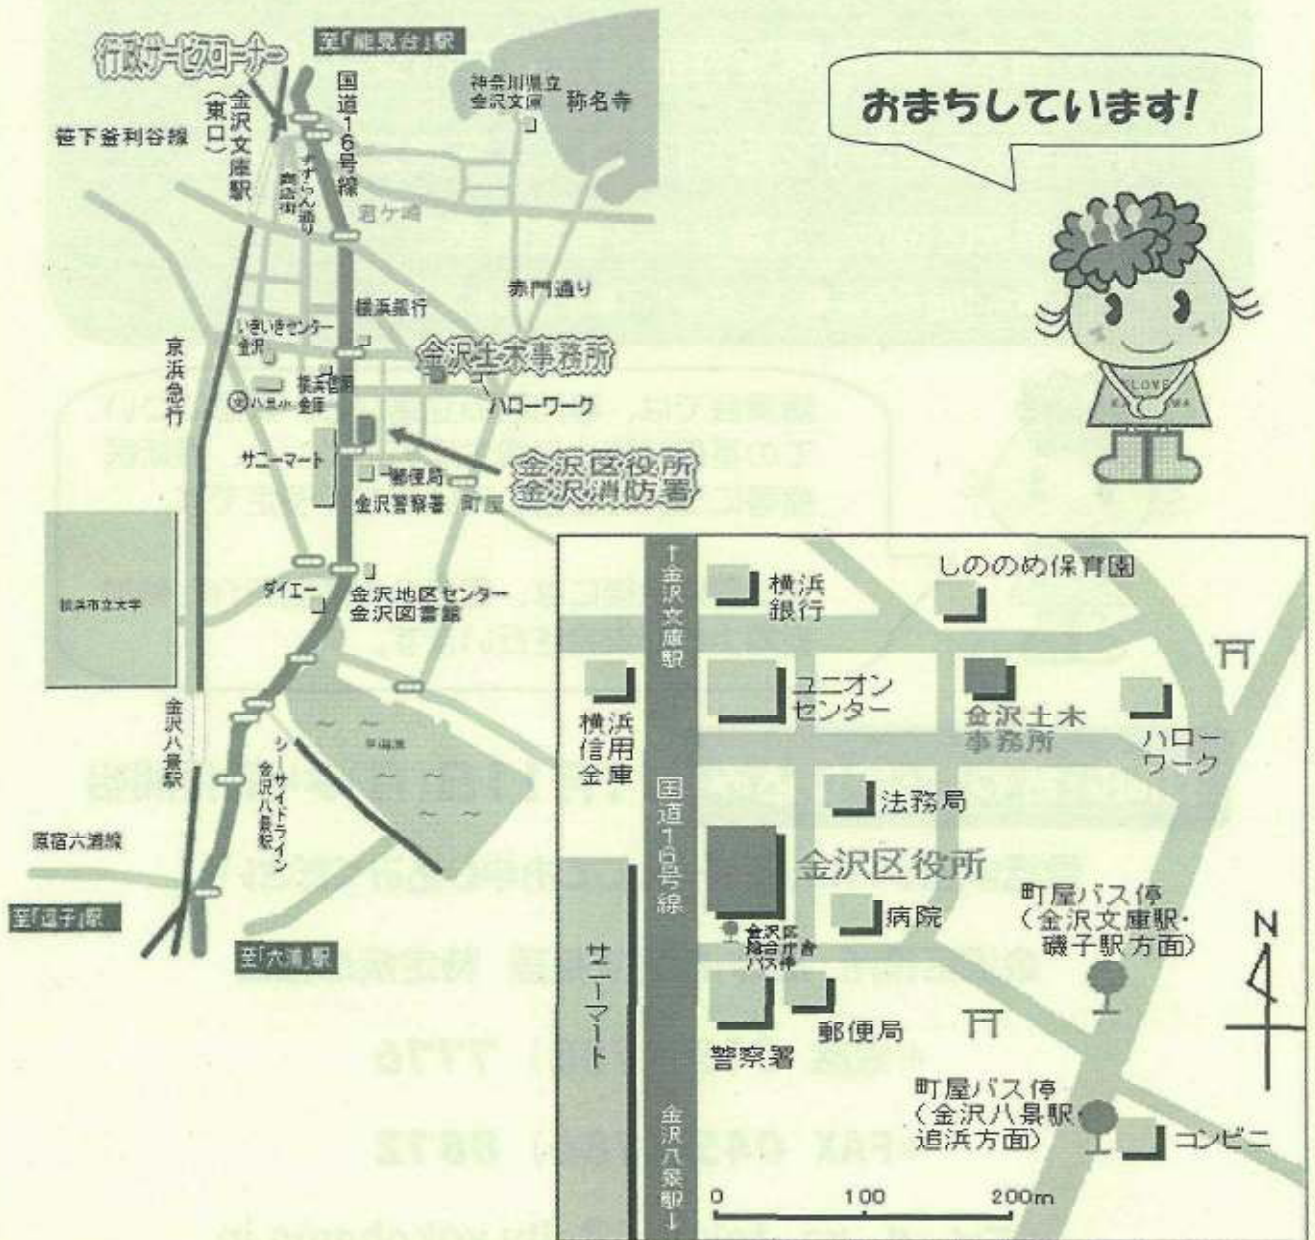 行政サービスコーナー
至「能見台」駅
金沢文庫駅
(東口)
国道16号線
神奈川県立
金沢文庫
称名寺
笹下釜利谷線
すずらん通り
商店街
君ケ崎
おまちしています!
赤門通り
横浜銀行
いきいきセンター
金沢
金沢土木事務所
京浜急行
横浜信用
金庫
文八景小
ハローワーク
サニーマート
郵便局
金沢区役所
金沢消防署
金沢警察署
町屋
横浜市立大学
ダイエー
金沢地区センター
金沢図書館
平潟湾
金沢八景駅
シーサイドライン
金沢八景駅
原宿六浦線
至「逗子」駅
至「六浦」駅
↑金沢文庫駅
横浜
銀行
しののめ保育園
横浜
信用
金庫
ユニオン
センター
金沢土木
事務所
ハロー
ワーク
国道16号線
法務局
金沢区役所
病院
町屋バス停
(金沢文庫駅・
磯子駅方面)
N
サニーマート
金沢区
総合庁舎
バス停
郵便局
警察署
町屋バス停
(金沢八景駅・
追浜方面)
コンビニ
金沢八景駅↓
0 100 200m